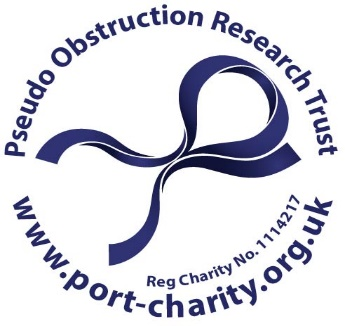 Pseudo Obstruction Research Trust
Reg Charity No. 1114217
www.port-charity.org.uk